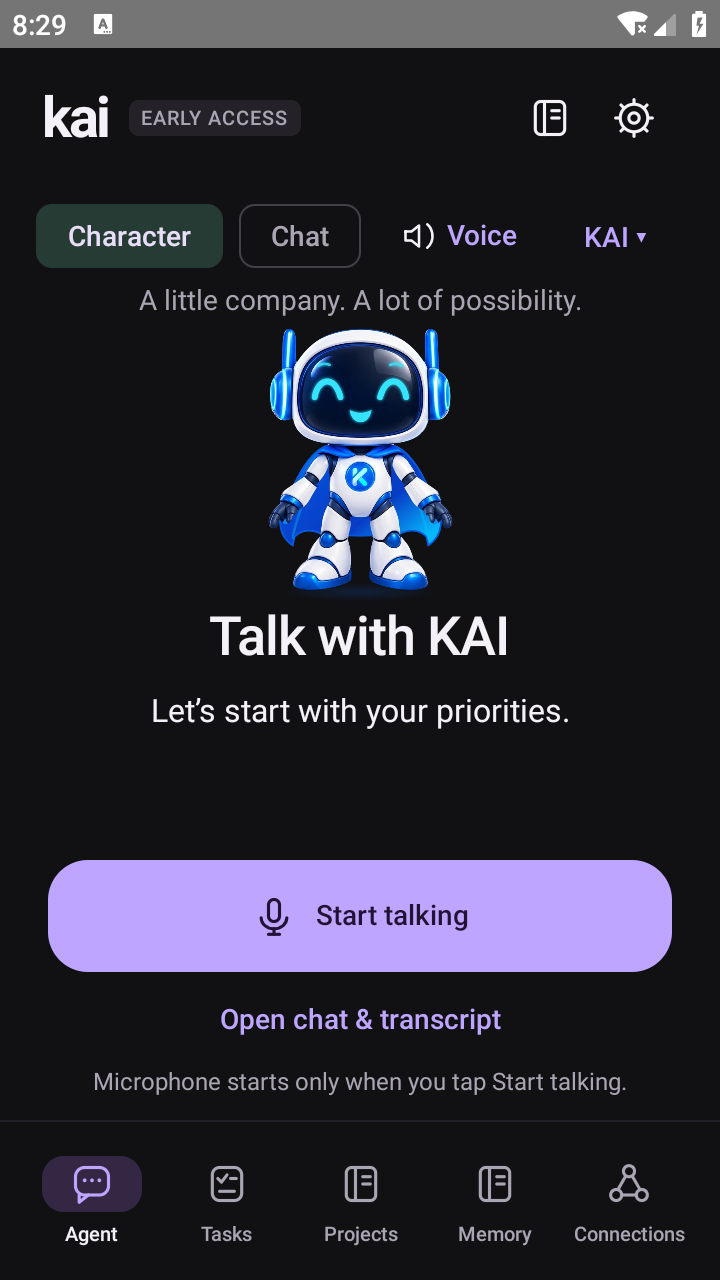 8:29
A
kai EARLY ACCESS
Character Chat Voice KAI ▾
A little company. A lot of possibility.
K
Talk with KAI
Let’s start with your priorities.
Start talking
Open chat & transcript
Microphone starts only when you tap Start talking.
Agent Tasks Projects Memory Connections